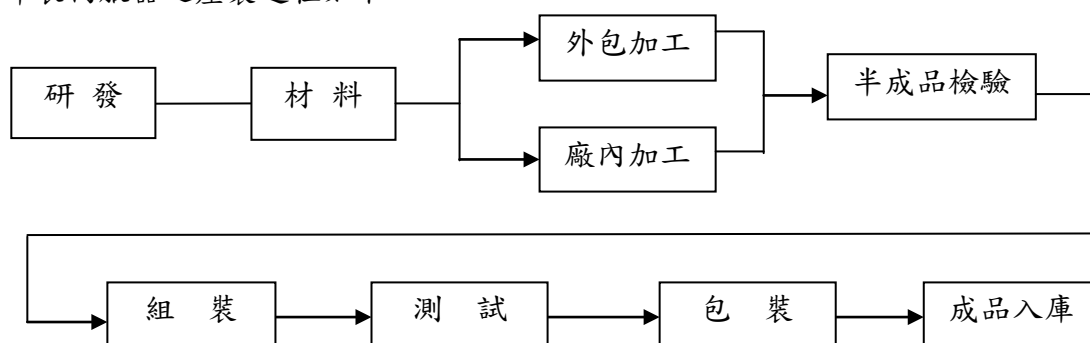 外包加工
研 發
材 料
半成品檢驗
廠內加工
組 裝
測 試
包 裝
成品入庫